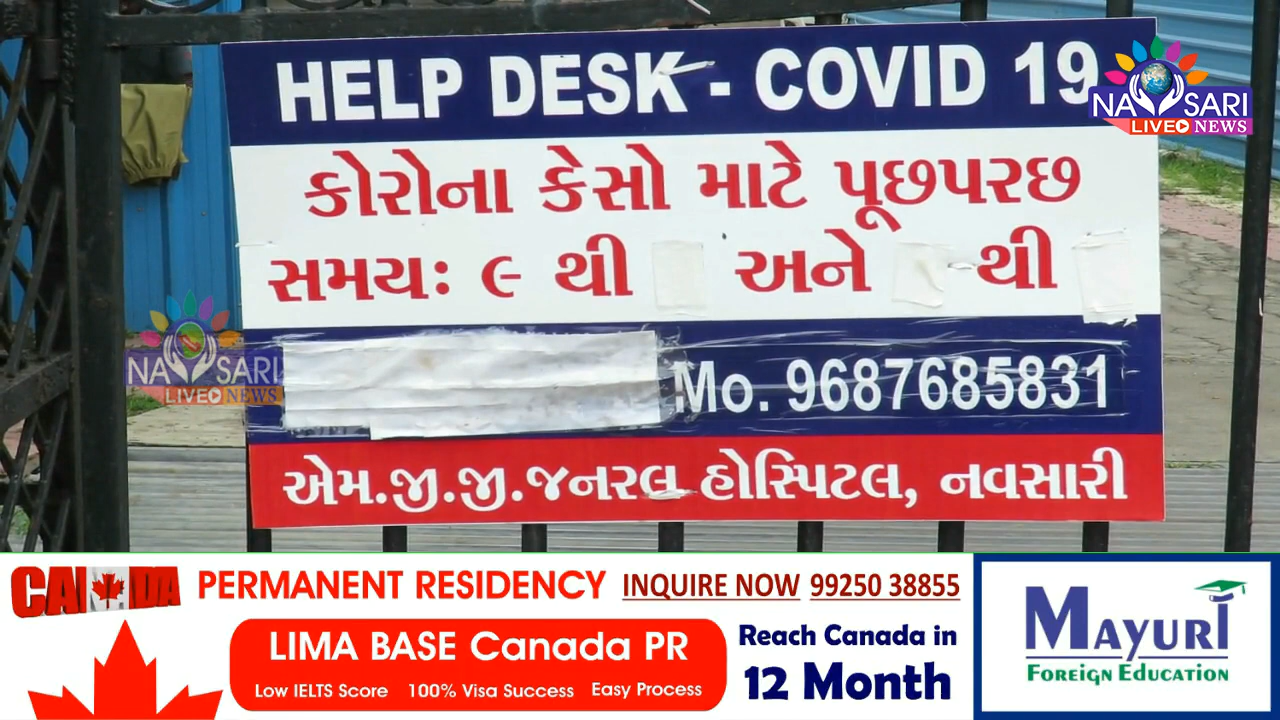 HELP DESK - COVID 19
NAVSARI
LIVE NEWS
કોરોના કેસો માટે પૂછપરછ
સમયઃ ૯ થી અને થી
NAVSARI
LIVE NEWS
Mo. 9687685831
એમ.જી.જી.જનરલ હોસ્પિટલ, નવસારી
CANADA PERMANENT RESIDENCY INQUIRE NOW 99250 38855
LIMA BASE Canada PR
Low IELTS Score 100% Visa Success Easy Process
Reach Canada in
12 Month
MAYURI
FOREIGN EDUCATION